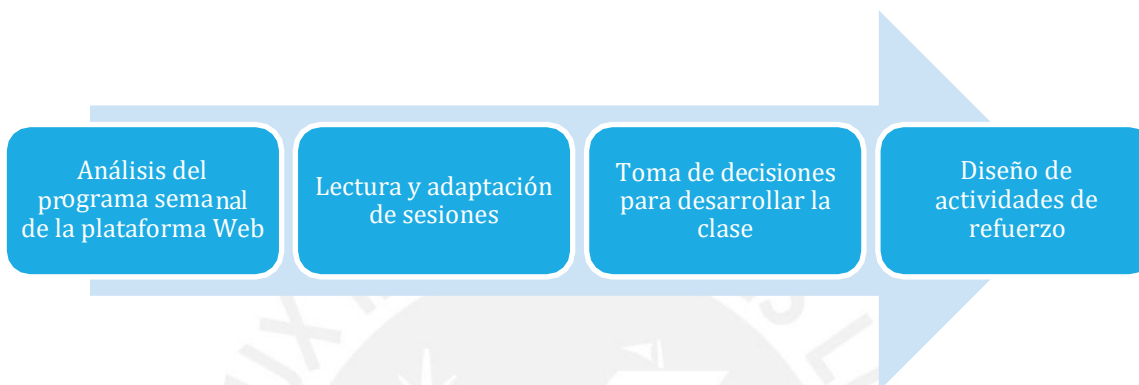 Análisis del
programa semanal
de la plataforma Web
Lectura y adaptación
de sesiones
Toma de decisiones
para desarrollar la
clase
Diseño de
actividades de
refuerzo